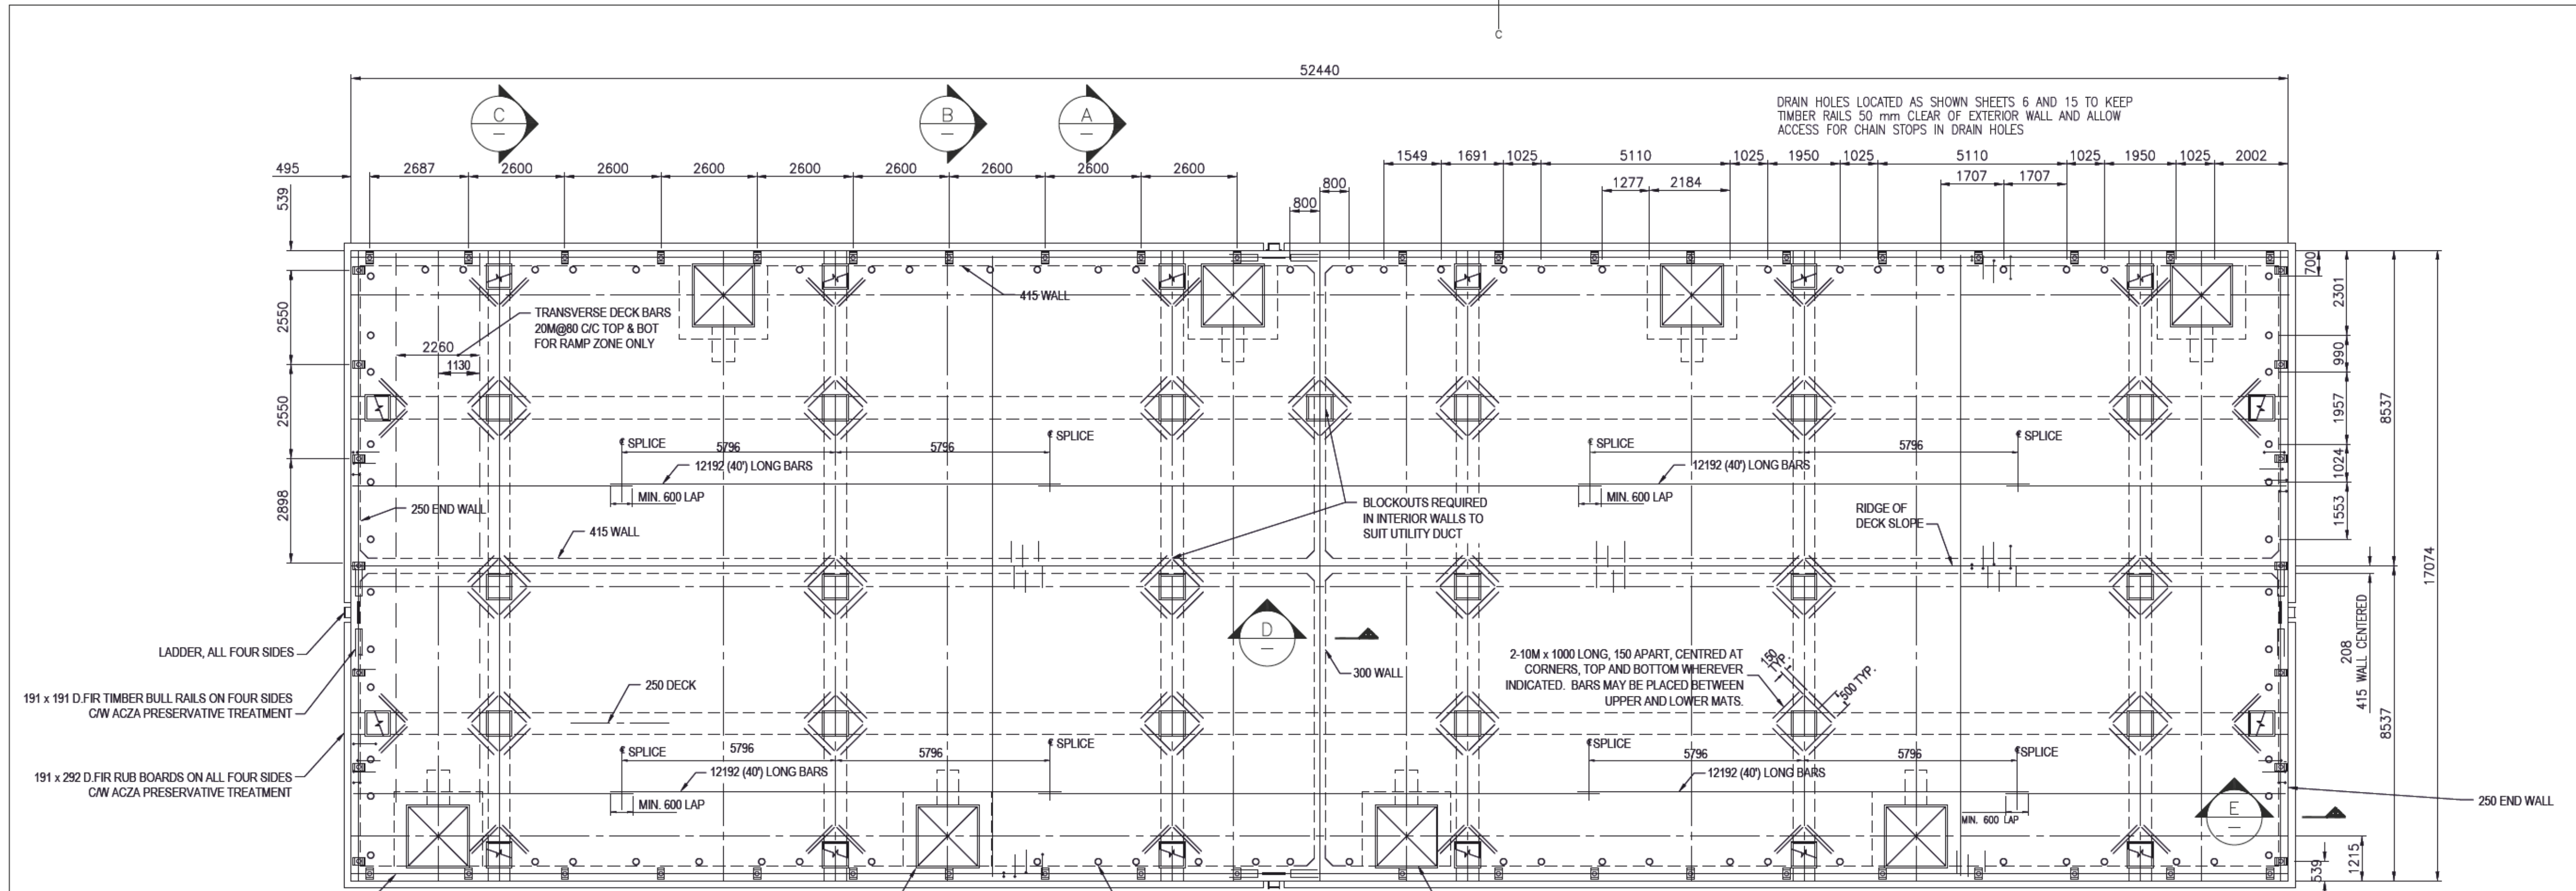 C
52440
C
B
A
DRAIN HOLES LOCATED AS SHOWN SHEETS 6 AND 15 TO KEEP
TIMBER RAILS 50 mm CLEAR OF EXTERIOR WALL AND ALLOW
ACCESS FOR CHAIN STOPS IN DRAIN HOLES
495
2687
2600
2600
2600
2600
2600
2600
2600
2600
1549
1691
1025
5110
1025
1950
1025
5110
1025
1950
1025
2002
800
800
1277
2184
1707
1707
539
700
2301
415 WALL
TRANSVERSE DECK BARS
20M@80 C/C TOP & BOT
FOR RAMP ZONE ONLY
2550
2260
1130
990
2550
1957
8537
℄ SPLICE
5796
5796
℄ SPLICE
℄ SPLICE
5796
℄ SPLICE
12192 (40') LONG BARS
12192 (40') LONG BARS
1024
MIN. 600 LAP
MIN. 600 LAP
2898
250 END WALL
BLOCKOUTS REQUIRED
IN INTERIOR WALLS TO
SUIT UTILITY DUCT
RIDGE OF
DECK SLOPE
1553
415 WALL
17074
LADDER, ALL FOUR SIDES
D
208
415 WALL CENTERED
191 x 191 D.FIR TIMBER BULL RAILS ON FOUR SIDES
C/W ACZA PRESERVATIVE TREATMENT
250 DECK
300 WALL
2-10M x 1000 LONG, 150 APART, CENTRED AT
CORNERS, TOP AND BOTTOM WHEREVER
INDICATED. BARS MAY BE PLACED BETWEEN
UPPER AND LOWER MATS.
150
TYP.
500 TYP.
8537
191 x 292 D.FIR RUB BOARDS ON ALL FOUR SIDES
C/W ACZA PRESERVATIVE TREATMENT
℄ SPLICE
5796
5796
℄ SPLICE
℄ SPLICE
5796
5796
℄ SPLICE
12192 (40') LONG BARS
12192 (40') LONG BARS
MIN. 600 LAP
MIN. 600 LAP
E
250 END WALL
539
1215